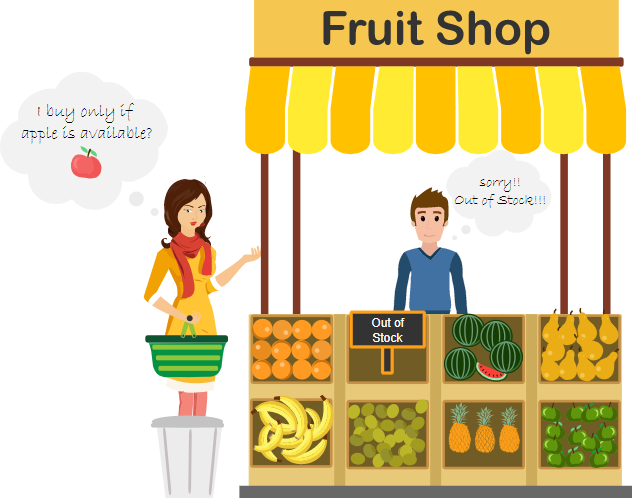 Fruit Shop
I buy only if
apple is available?
sorry!!
Out of Stock!!!
Out of
Stock